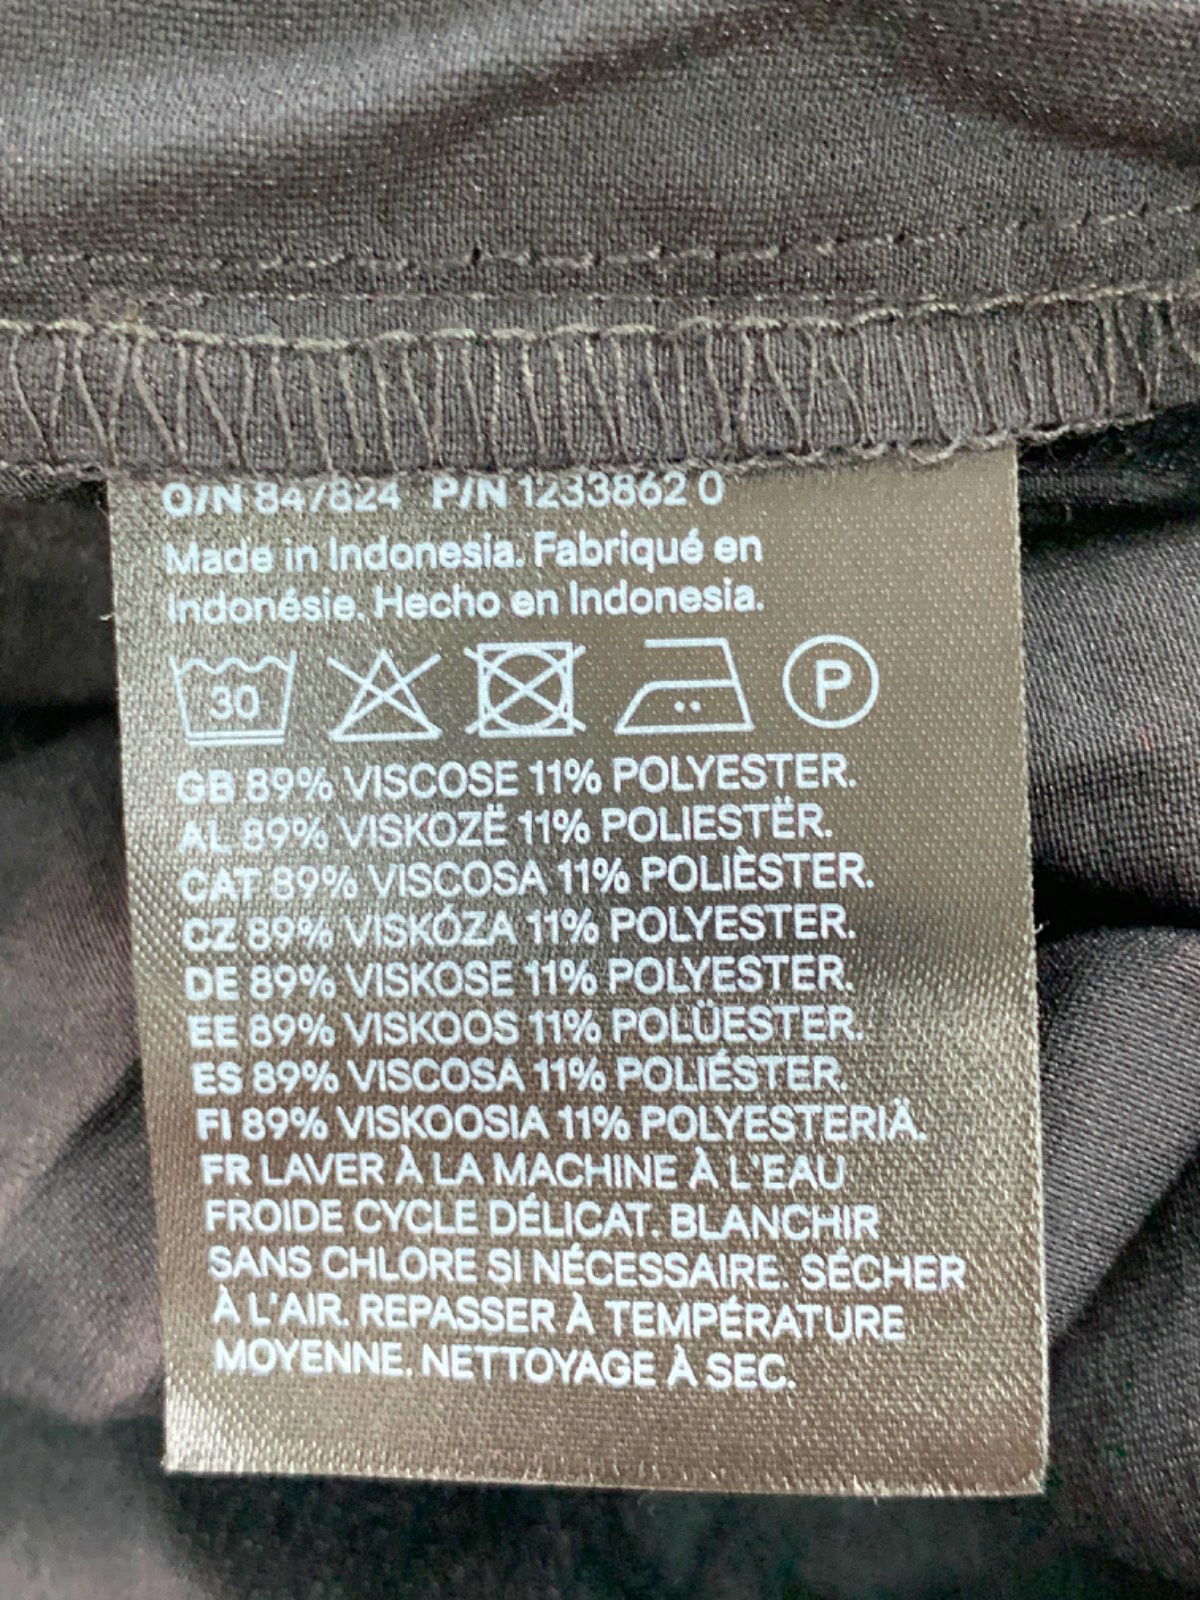 O/N 847824 P/N 1233862 0
Made in Indonesia. Fabriqué en
Indonésie. Hecho en Indonesia.
30
P
GB 89% VISCOSE 11% POLYESTER.
AL 89% VISKOZË 11% POLIESTËR.
CAT 89% VISCOSA 11% POLIÈSTER.
CZ 89% VISKÓZA 11% POLYESTER.
DE 89% VISKOSE 11% POLYESTER.
EE 89% VISKOOS 11% POLÜESTER.
ES 89% VISCOSA 11% POLIÉSTER.
FI 89% VISKOOSIA 11% POLYESTERIÄ.
FR LAVER À LA MACHINE À L'EAU
FROIDE CYCLE DÉLICAT. BLANCHIR
SANS CHLORE SI NÉCESSAIRE. SÉCHER
À L'AIR. REPASSER À TEMPÉRATURE
MOYENNE. NETTOYAGE À SEC.